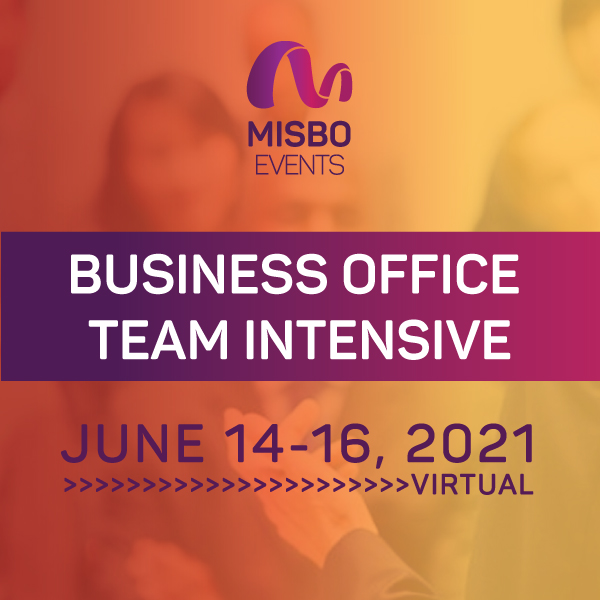 MISBO
EVENTS
BUSINESS OFFICE
TEAM INTENSIVE
JUNE 14-16, 2021
>>>>>>>>>>>>>>>>>>>>>>VIRTUAL